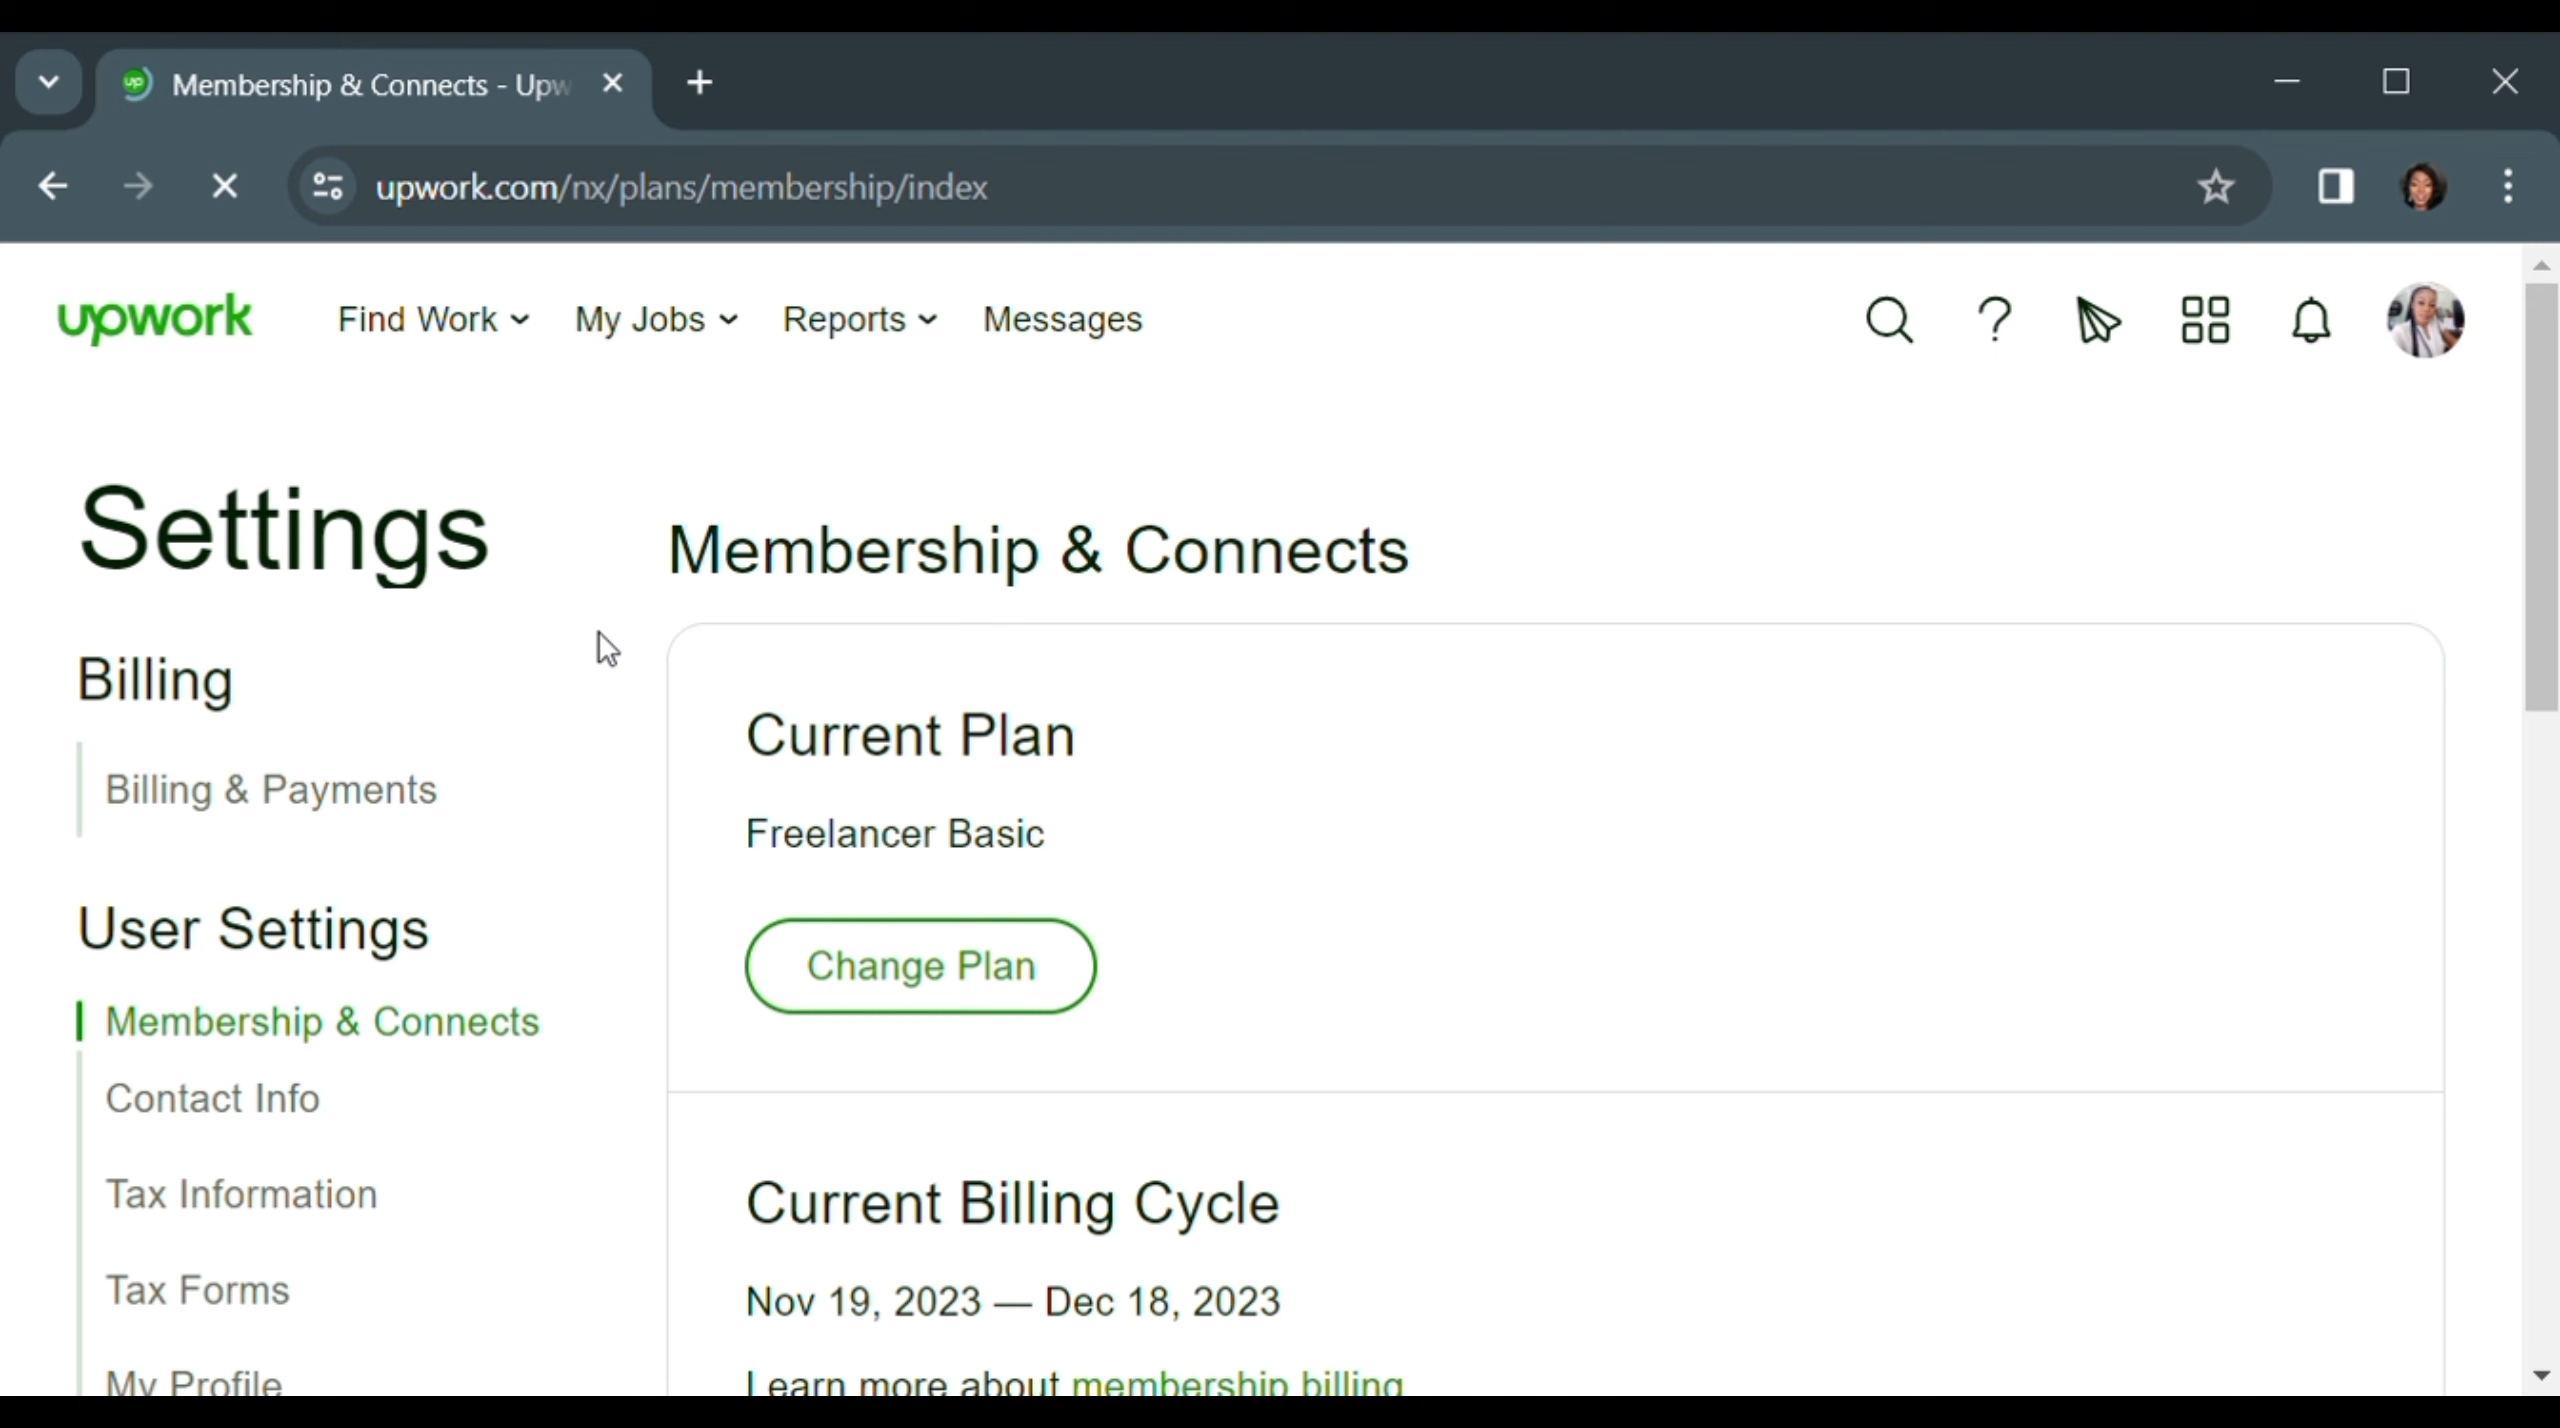 Membership & Connects - Upw
upwork.com/nx/plans/membership/index
upwork
Find Work
My Jobs
Reports
Messages
Settings
Billing
Billing & Payments
User Settings
Membership & Connects
Contact Info
Tax Information
Tax Forms
My Profile
Membership & Connects
Current Plan
Freelancer Basic
Change Plan
Current Billing Cycle
Nov 19, 2023 — Dec 18, 2023
Learn more about membership billing